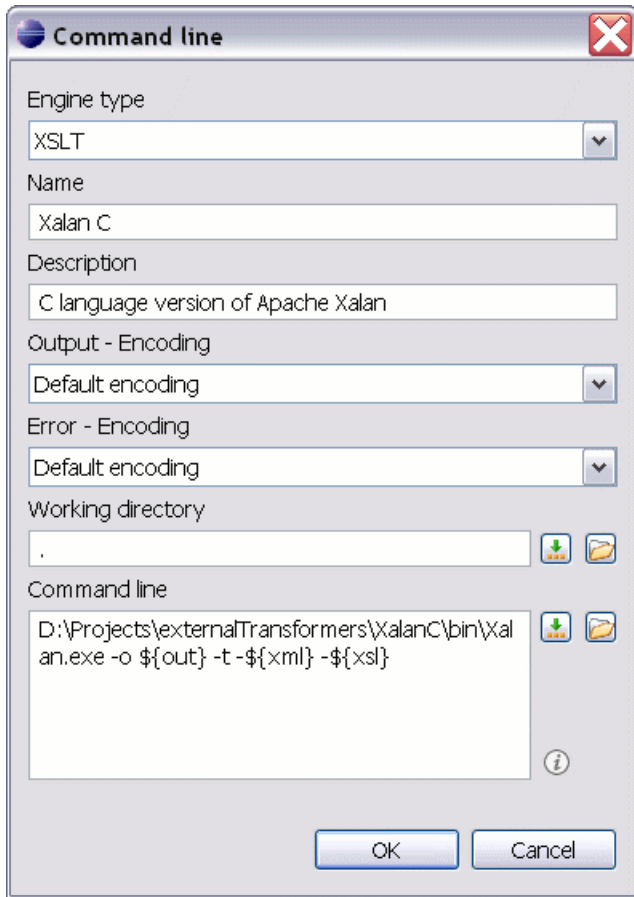 Command line
Engine type
XSLT
Name
Xalan C
Description
C language version of Apache Xalan
Output - Encoding
Default encoding
Error - Encoding
Default encoding
Working directory
.
Command line
D:\Projects\externalTransformers\XalanC\bin\Xal
an.exe -o ${out} -t -${xml} -${xsl}
i
OK Cancel